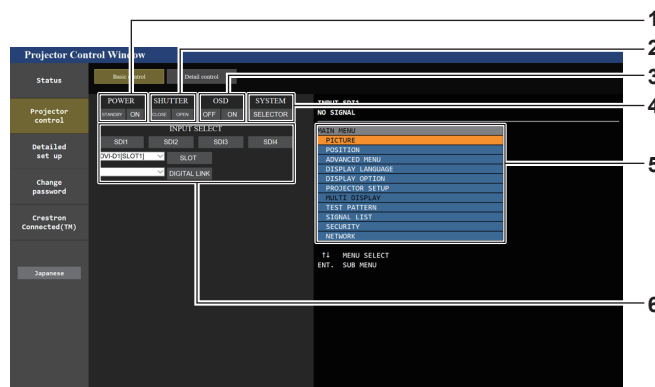 1
Projector Control Window
2
Status
Basic control Detail control
3
POWER SHUTTER OSD SYSTEM
STANDBY ON CLOSE OPEN OFF ON SELECTOR
4
INPUT SDI1
NO SIGNAL
Projector
control
INPUT SELECT
SDI1 SDI2 SDI3 SDI4
DVI-D1[SLOT1] SLOT
DIGITAL LINK
MAIN MENU
PICTURE
POSITION
ADVANCED MENU
DISPLAY LANGUAGE
DISPLAY OPTION
PROJECTOR SETUP
MULTI DISPLAY
TEST PATTERN
SIGNAL LIST
SECURITY
NETWORK
5
Detailed
set up
Change
password
Crestron
Connected(TM)
↑↓ MENU SELECT
ENT. SUB MENU
Japanese
6